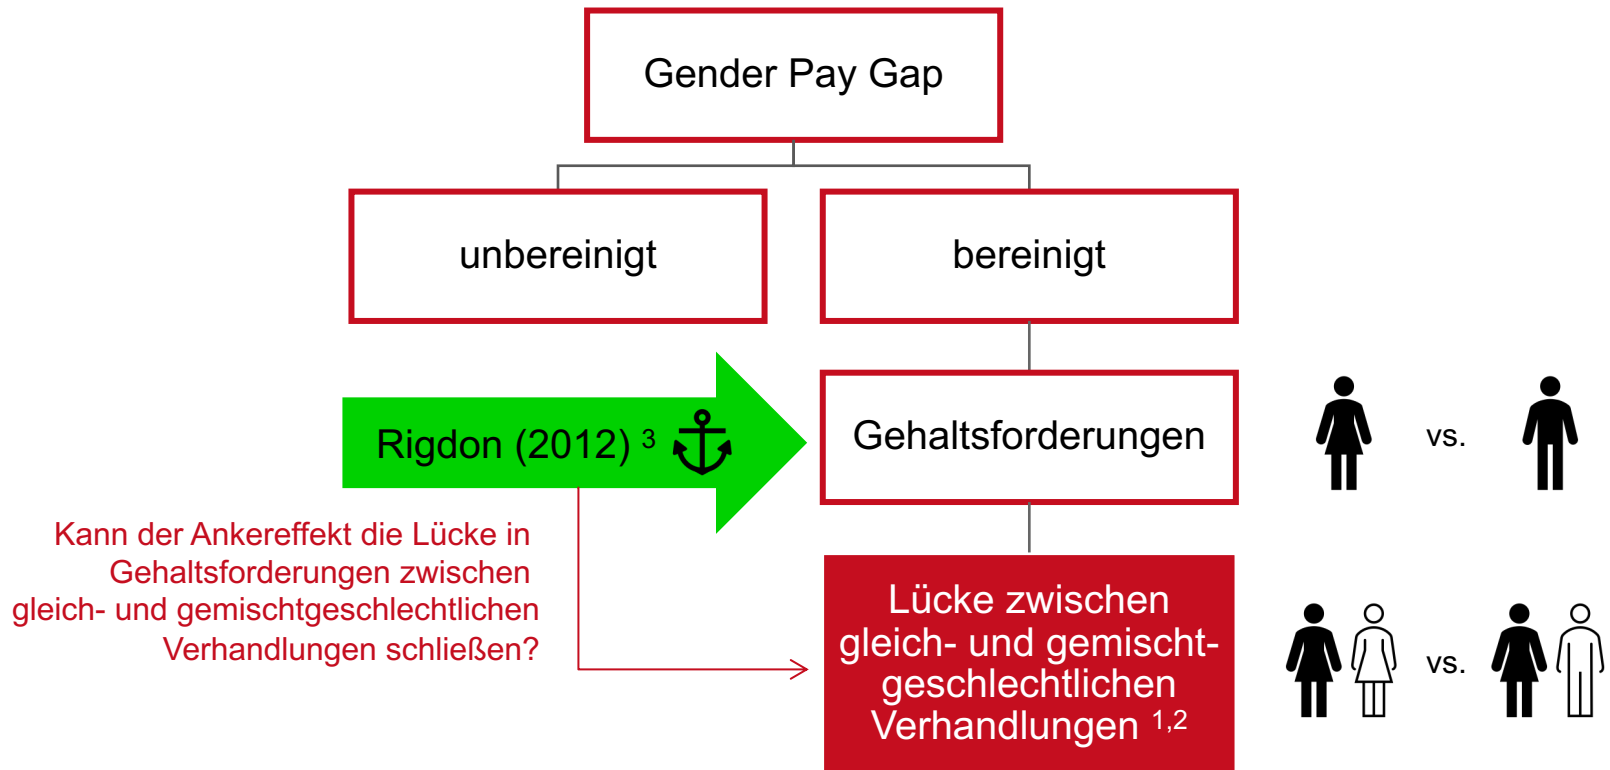 Gender Pay Gap
unbereinigt
bereinigt
Rigdon (2012) 3
Gehaltsforderungen
vs.
Kann der Ankereffekt die Lücke in
Gehaltsforderungen zwischen
gleich- und gemischtgeschlechtlichen
Verhandlungen schließen?
Lücke zwischen
gleich- und gemischt-
geschlechtlichen
Verhandlungen 1,2
vs.